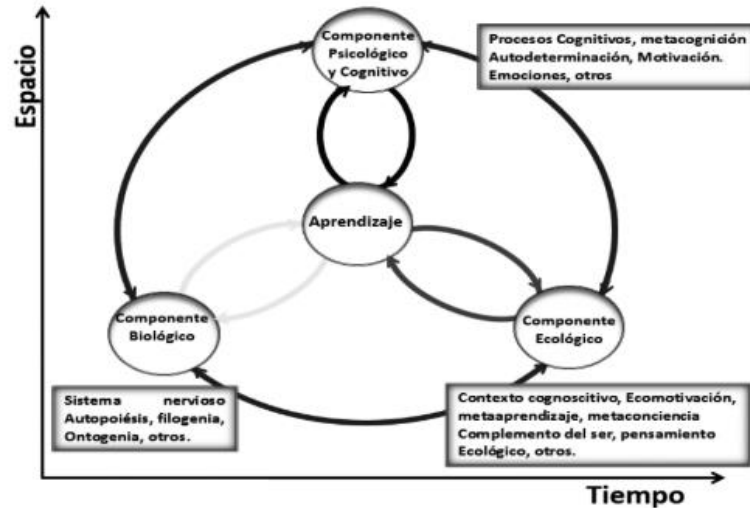 Espacio
Componente
Psicológico
y Cognitivo
Procesos Cognitivos, metacognición
Autodeterminación, Motivación.
Emociones, otros
Aprendizaje
Componente
Biológico
Componente
Ecológico
Sistema nervioso
Autopoiésis, filogenia,
Ontogenia, otros.
Contexto cognoscitivo, Ecomotivación,
metaaprendizaje, metaconciencia
Complemento del ser, pensamiento
Ecológico, otros.
Tiempo